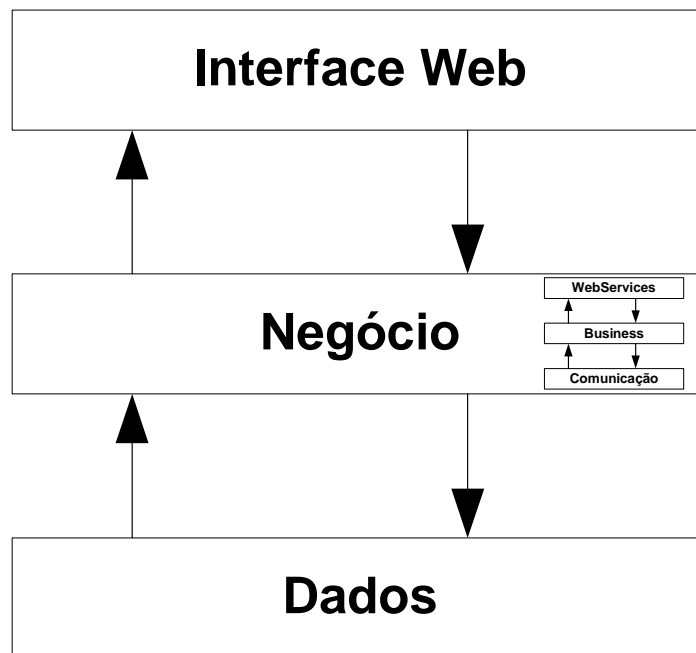 Interface Web
Negócio
WebServices
Business
Comunicação
Dados